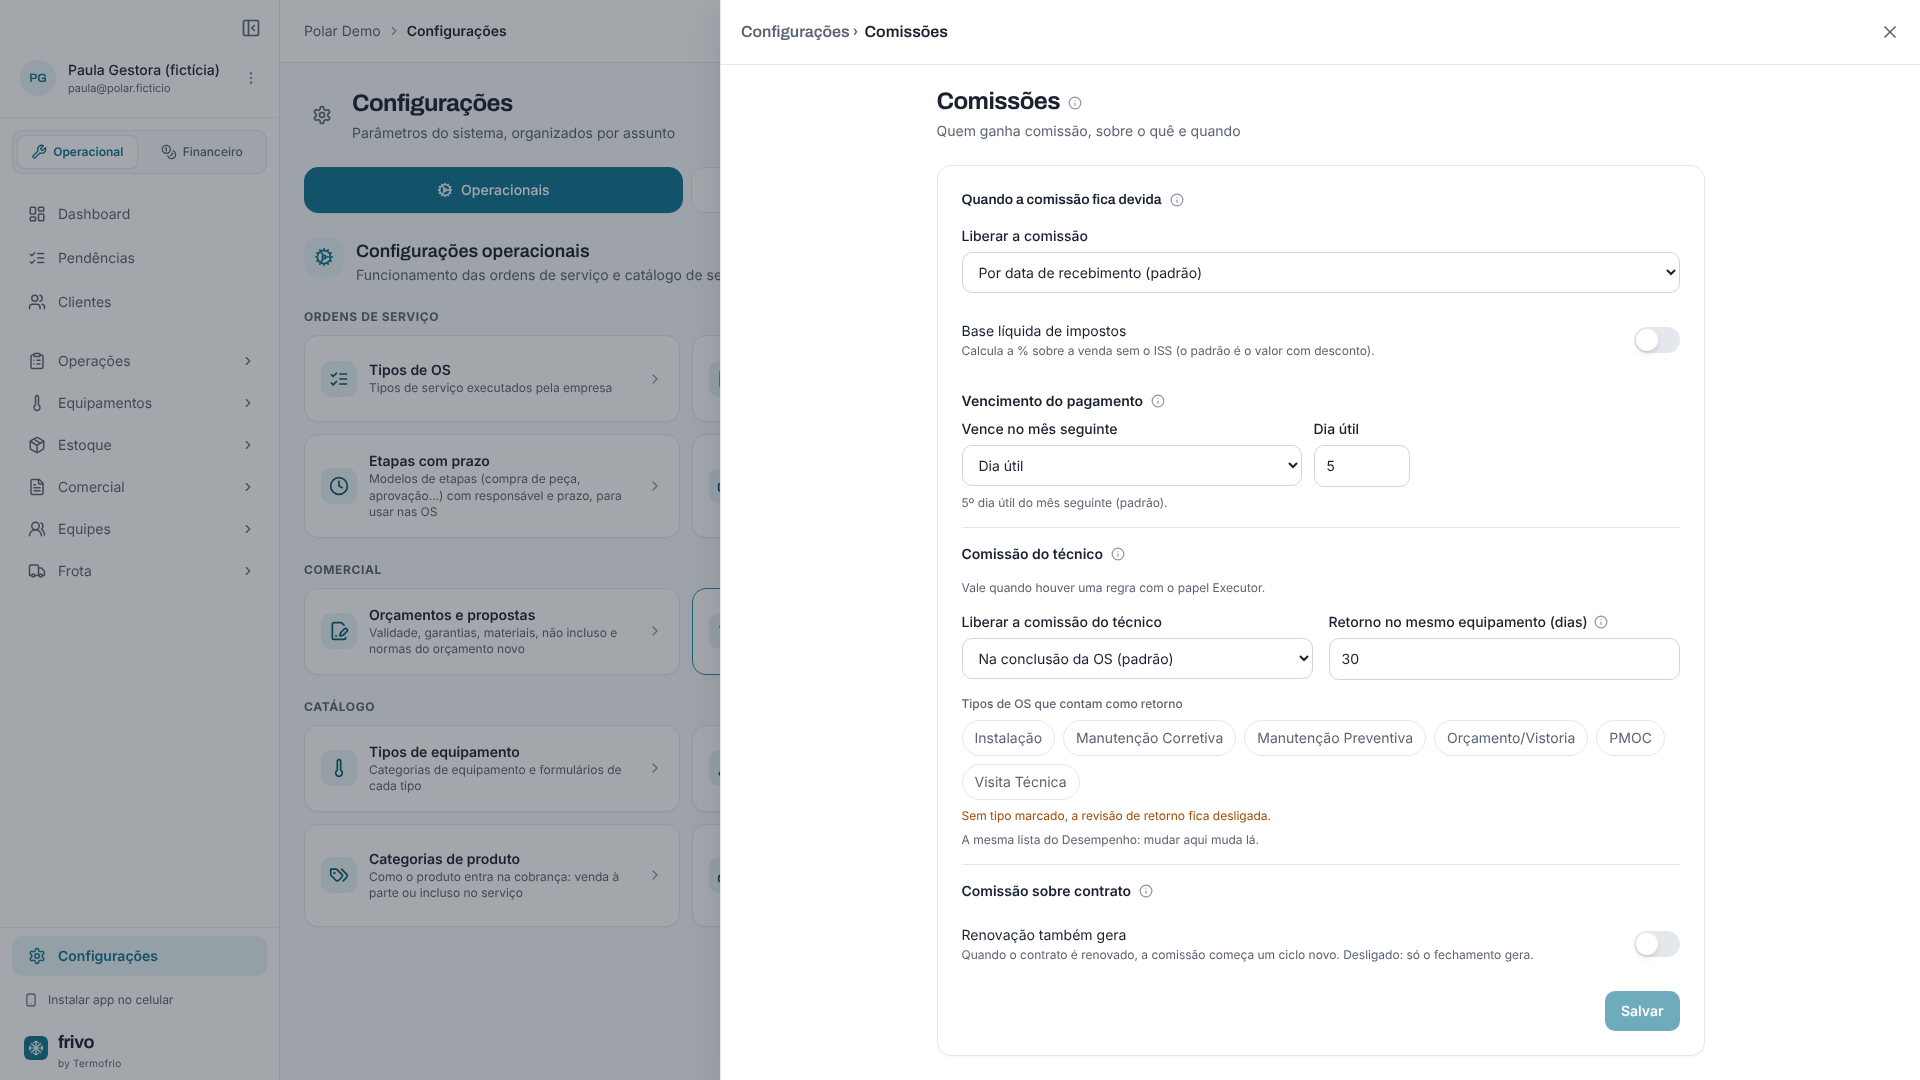 Polar Demo
Configurações
PG
Paula Gestora (fictícia)
paula@polar.ficticio
Operacional
Financeiro
Dashboard
Pendências
Clientes
Operações
Equipamentos
Estoque
Comercial
Equipes
Frota
Configurações
Instalar app no celular
frivo
by Termofrio
Configurações
Parâmetros do sistema, organizados por assunto
Operacionais
Configurações operacionais
Funcionamento das ordens de serviço e catálogo de se
ORDENS DE SERVIÇO
Tipos de OS
Tipos de serviço executados pela empresa
Etapas com prazo
Modelos de etapas (compra de peça,
aprovação...) com responsável e prazo, para
usar nas OS
COMERCIAL
Orçamentos e propostas
Validade, garantias, materiais, não incluso e
normas do orçamento novo
CATÁLOGO
Tipos de equipamento
Categorias de equipamento e formulários de
cada tipo
Categorias de produto
Como o produto entra na cobrança: venda à
parte ou incluso no serviço
Configurações › Comissões
Comissões
Quem ganha comissão, sobre o quê e quando
Quando a comissão fica devida
Liberar a comissão
Por data de recebimento (padrão)
Base líquida de impostos
Calcula a % sobre a venda sem o ISS (o padrão é o valor com desconto).
Vencimento do pagamento
Vence no mês seguinte
Dia útil
Dia útil
5
5º dia útil do mês seguinte (padrão).
Comissão do técnico
Vale quando houver uma regra com o papel Executor.
Liberar a comissão do técnico
Retorno no mesmo equipamento (dias)
Na conclusão da OS (padrão)
30
Tipos de OS que contam como retorno
Instalação
Manutenção Corretiva
Manutenção Preventiva
Orçamento/Vistoria
PMOC
Visita Técnica
Sem tipo marcado, a revisão de retorno fica desligada.
A mesma lista do Desempenho: mudar aqui muda lá.
Comissão sobre contrato
Renovação também gera
Quando o contrato é renovado, a comissão começa um ciclo novo. Desligado: só o fechamento gera.
Salvar